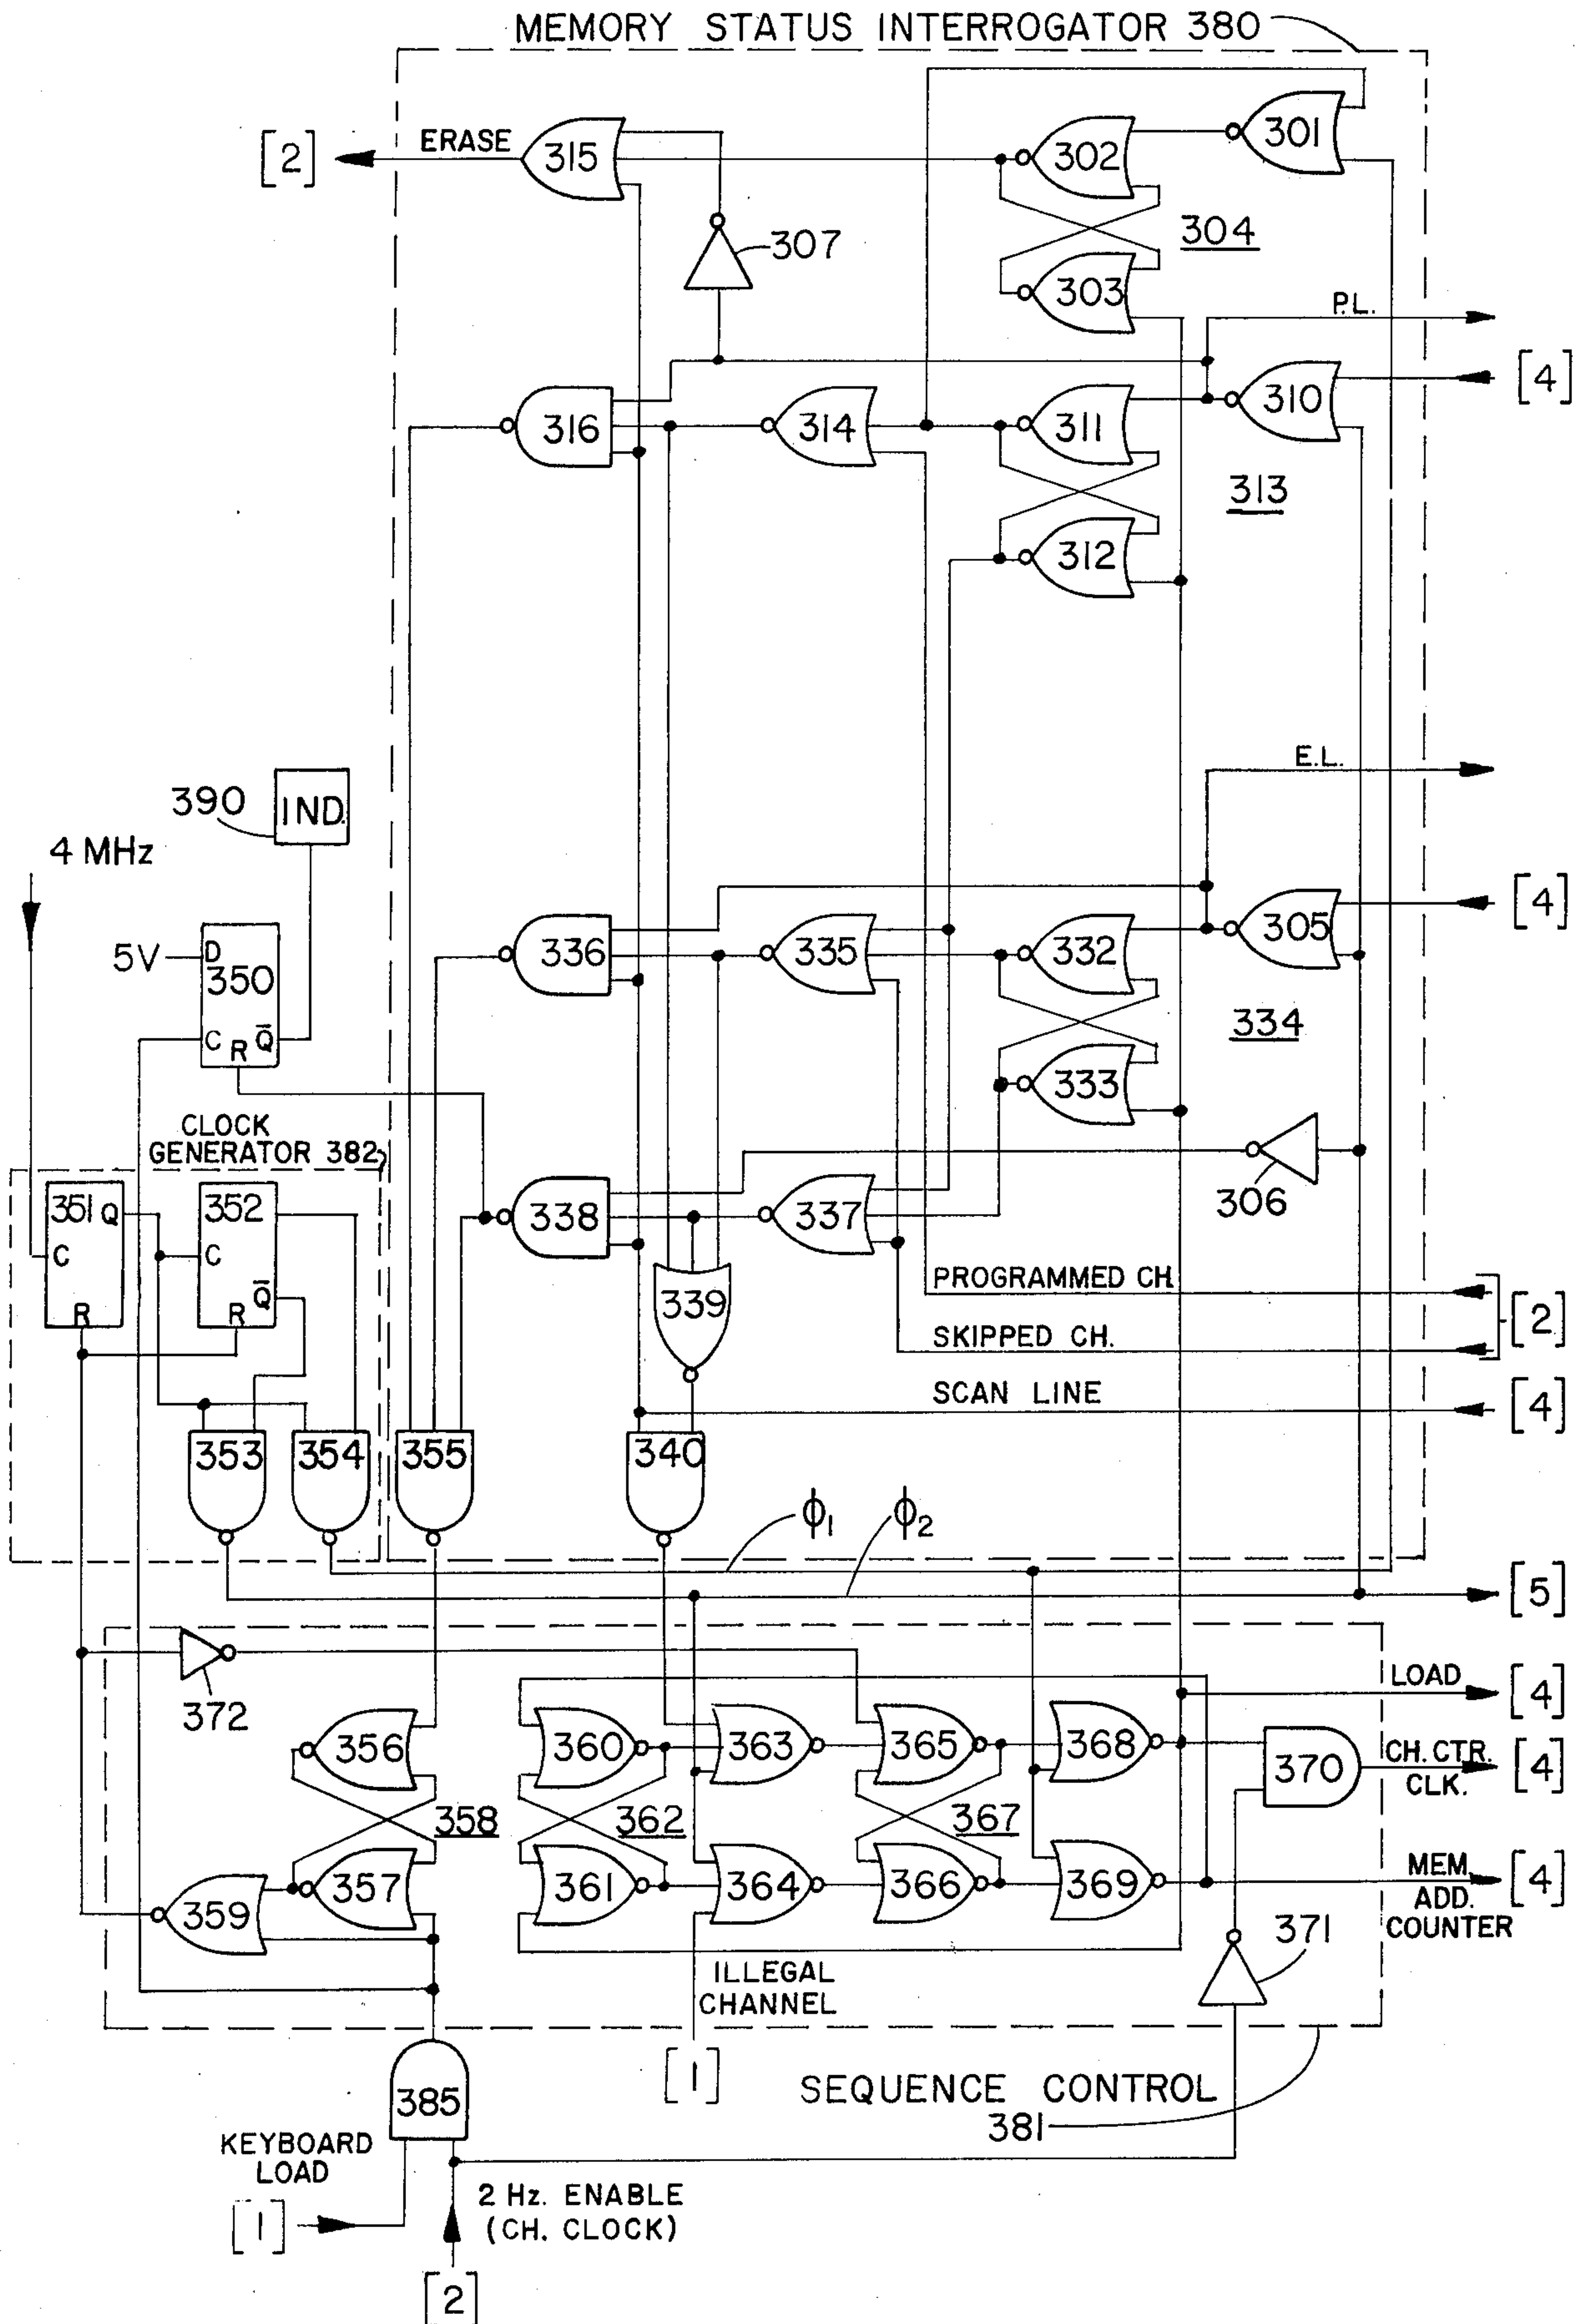 MEMORY STATUS INTERROGATOR 380
[2]
ERASE
315
302
301
307
304
303
P.L.
[4]
316
314
311
310
313
312
E.L.
390
IND.
4 MHz
[4]
336
335
332
305
5V
D
350
C
R
Q̅
334
333
CLOCK
GENERATOR 382
306
351
Q
C
R
352
C
R
Q̅
338
337
PROGRAMMED CH.
339
[2]
SKIPPED CH.
SCAN LINE
[4]
353
354
355
340
ϕ1
ϕ2
[5]
372
LOAD
[4]
356
360
363
365
368
370
CH. CTR.
CLK.
[4]
358
362
367
359
357
361
364
366
369
MEM.
ADD.
COUNTER
[4]
371
ILLEGAL
CHANNEL
[1]
385
SEQUENCE CONTROL
381
KEYBOARD
LOAD
[1]
2 Hz. ENABLE
(CH. CLOCK)
[2]